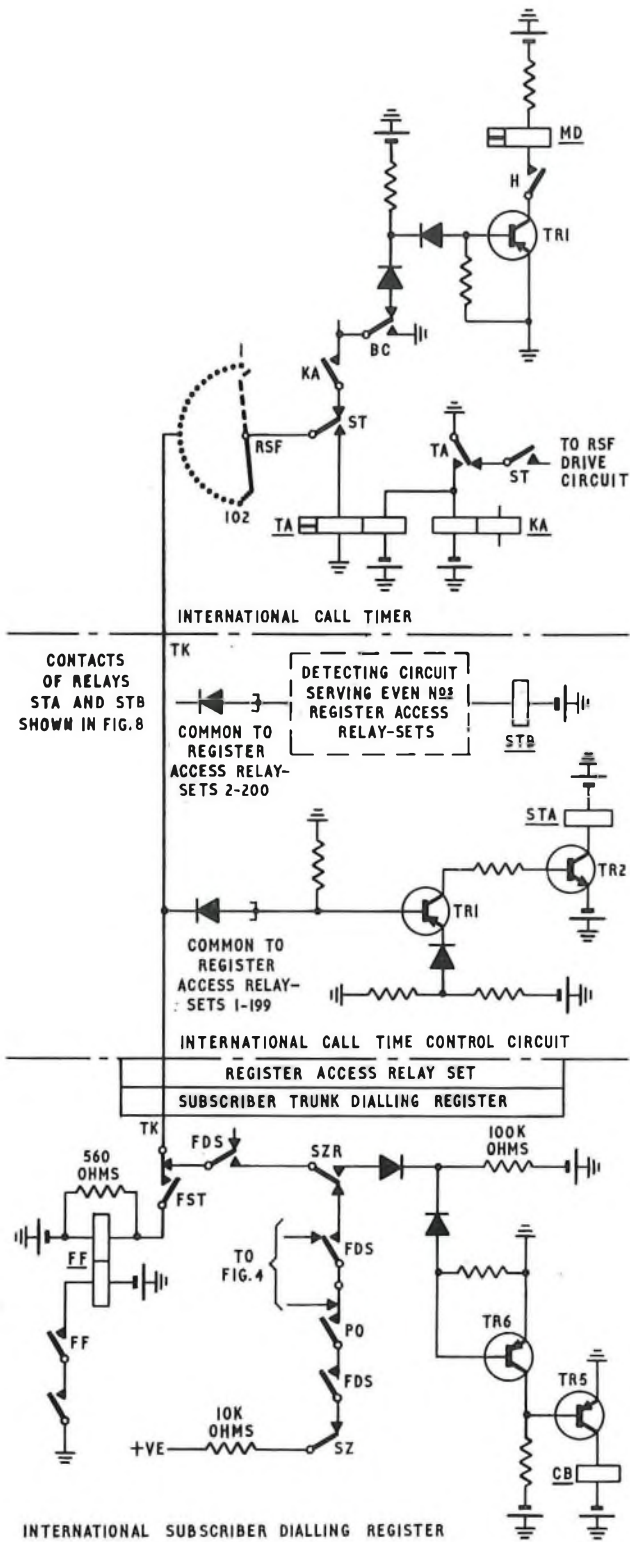 MD
H
TR1
BC
KA
1
RSF
ST
102
TA
ST
TO RSF
DRIVE
CIRCUIT
TA
KA
INTERNATIONAL CALL TIMER
TK
CONTACTS
OF RELAYS
STA AND STB
SHOWN IN FIG.8
DETECTING CIRCUIT
SERVING EVEN NOS
REGISTER ACCESS
RELAY-SETS
STB
COMMON TO
REGISTER
ACCESS RELAY-
SETS 2-200
STA
TR2
TR1
COMMON TO
REGISTER
ACCESS RELAY-
SETS 1-199
INTERNATIONAL CALL TIME CONTROL CIRCUIT
REGISTER ACCESS RELAY SET
SUBSCRIBER TRUNK DIALLING REGISTER
TK
FDS
SZR
100K
OHMS
560
OHMS
FST
FF
TO
FIG.4
FDS
FF
PO
TR6
FDS
TR5
10K
OHMS
+VE
SZ
CB
INTERNATIONAL SUBSCRIBER DIALLING REGISTER